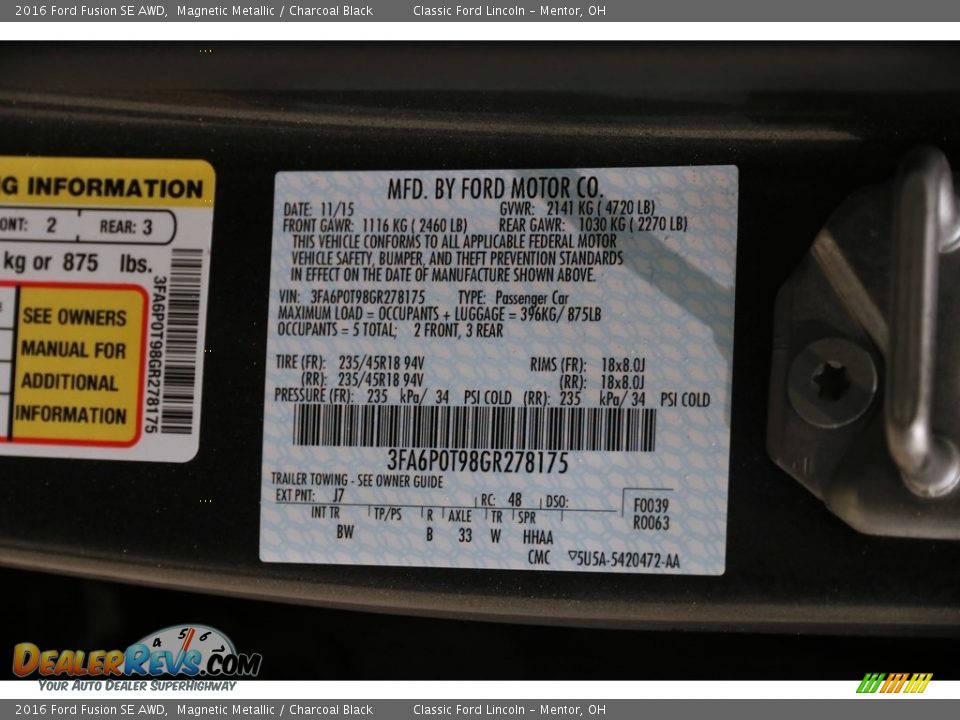 2016 Ford Fusion SE AWD, Magnetic Metallic / Charcoal Black Classic Ford Lincoln - Mentor, OH
G INFORMATION
ONT: 2 REAR: 3
kg or 875 lbs.
SEE OWNERS
MANUAL FOR
ADDITIONAL
INFORMATION
3FA6P0T98GR278175
MFD. BY FORD MOTOR CO.
DATE: 11/15 GVWR: 2141 KG ( 4720 LB)
FRONT GAWR: 1116 KG ( 2460 LB) REAR GAWR: 1030 KG ( 2270 LB)
THIS VEHICLE CONFORMS TO ALL APPLICABLE FEDERAL MOTOR
VEHICLE SAFETY, BUMPER, AND THEFT PREVENTION STANDARDS
IN EFFECT ON THE DATE OF MANUFACTURE SHOWN ABOVE.
VIN: 3FA6P0T98GR278175 TYPE: Passenger Car
MAXIMUM LOAD = OCCUPANTS + LUGGAGE = 396KG/ 875LB
OCCUPANTS = 5 TOTAL; 2 FRONT, 3 REAR
TIRE (FR): 235/45R18 94V RIMS (FR): 18x8.0J
(RR): 235/45R18 94V (RR): 18x8.0J
PRESSURE (FR): 235 kPa/ 34 PSI COLD (RR): 235 kPa/ 34 PSI COLD
3FA6P0T98GR278175
TRAILER TOWING - SEE OWNER GUIDE
EXT PNT: J7 RC: 48 DSO: F0039
INT TR TP/PS R AXLE TR SPR R0063
BW B 33 W HHAA
CMC ▽5U5A-5420472-AA
4 5 6
DealerRevs.com
Your Auto Dealer SuperHighway
2016 Ford Fusion SE AWD, Magnetic Metallic / Charcoal Black Classic Ford Lincoln - Mentor, OH